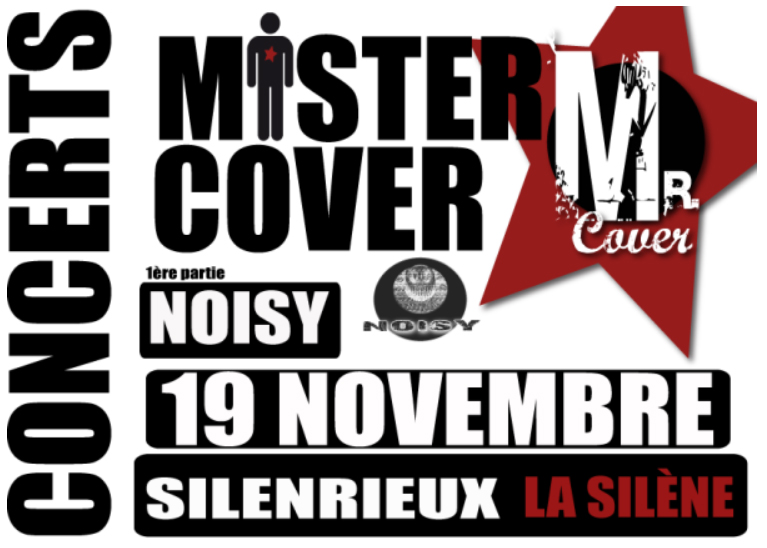 CONCERTS
MISTER
COVER
MR.
Cover
1ère partie
NOISY
NOISY
19 NOVEMBRE
SILENRIEUX LA SILÈNE